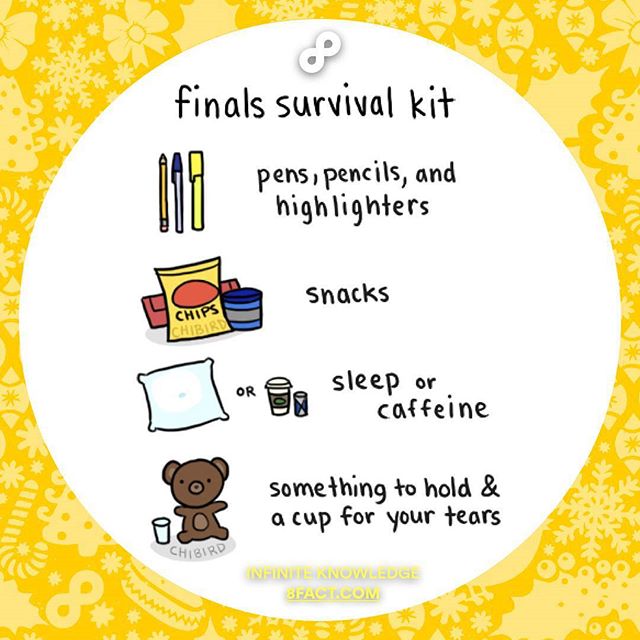 finals survival kit
pens, pencils, and
highlighters
CHIPS
CHIBIRD
snacks
OR
sleep or
caffeine
something to hold &
a cup for your tears
CHIBIRD
INFINITE KNOWLEDGE
8FACT.COM